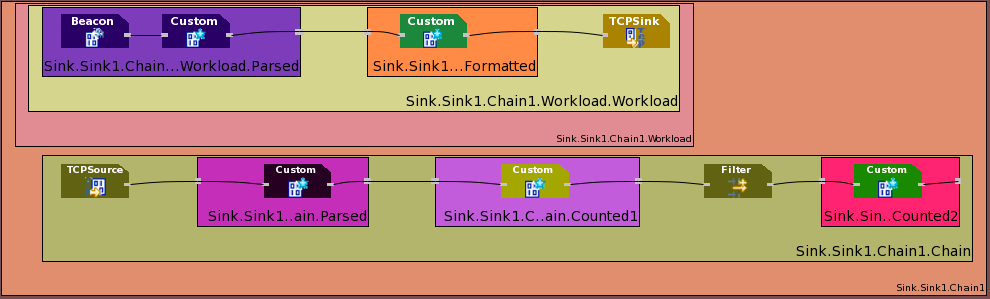 Beacon Custom Custom TCPSink
Sink.Sink1.Chain...Workload.Parsed Sink.Sink1...Formatted
Sink.Sink1.Chain1.Workload.Workload
Sink.Sink1.Chain1.Workload
TCPSource Custom Custom Filter Custom
Sink.Sink1..ain.Parsed Sink.Sink1.C..ain.Counted1 Sink.Sin..Counted2
Sink.Sink1.Chain1.Chain
Sink.Sink1.Chain1